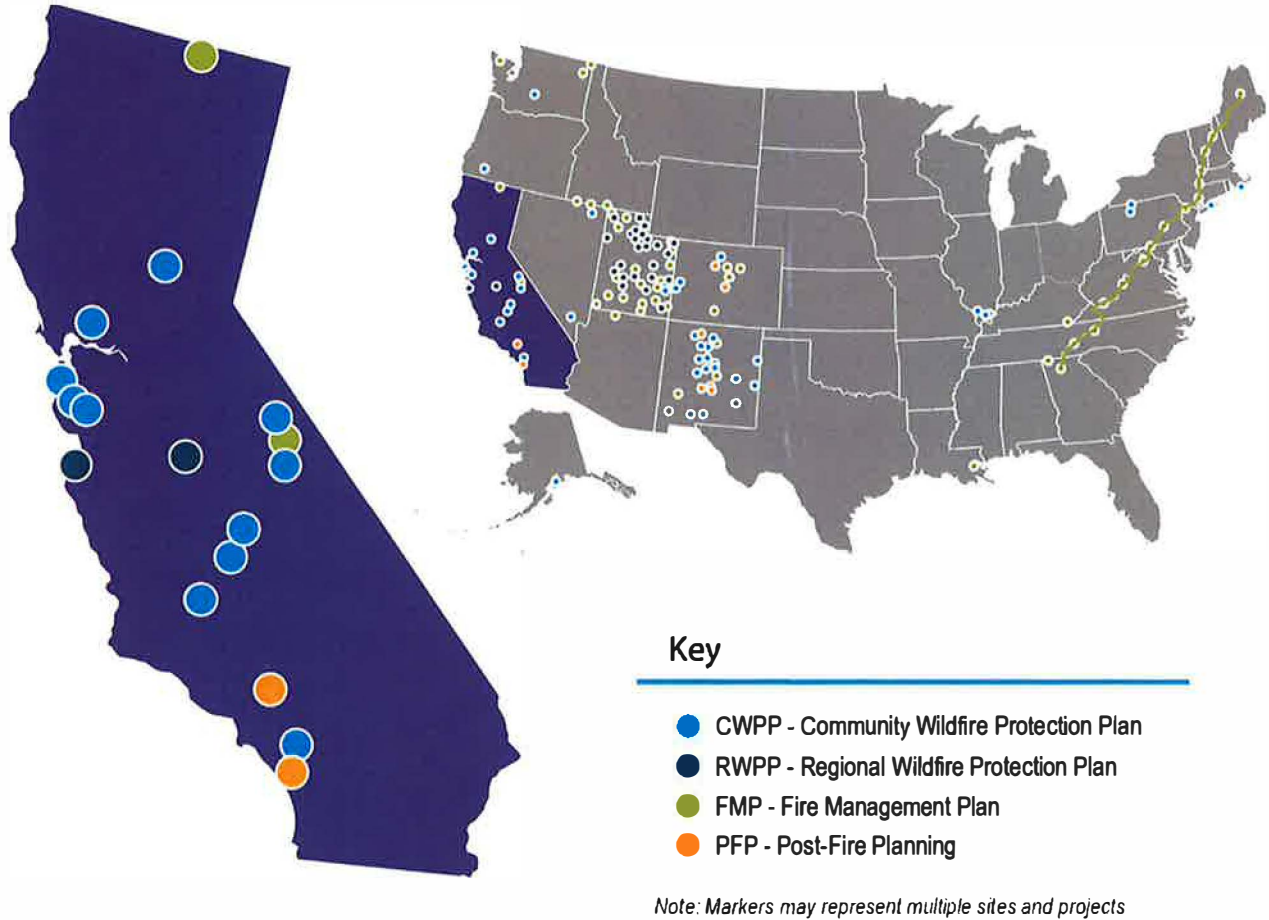 Key
CWPP - Community Wildfire Protection Plan
RWPP - Regional Wildfire Protection Plan
FMP - Fire Management Plan
PFP - Post-Fire Planning
Note: Markers may represent multiple sites and projects